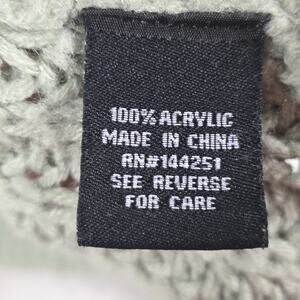 100% ACRYLIC
MADE IN CHINA
RN#144251
SEE REVERSE
FOR CARE